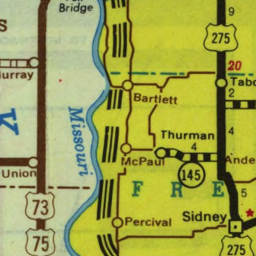 Bridge
9
S
275
20
Murray
Tabo
2
Bartlett
Missouri
Thurman
4
4
McPaul
Ande
Union
145
F R E
5
73
Sidney
Percival
75
275